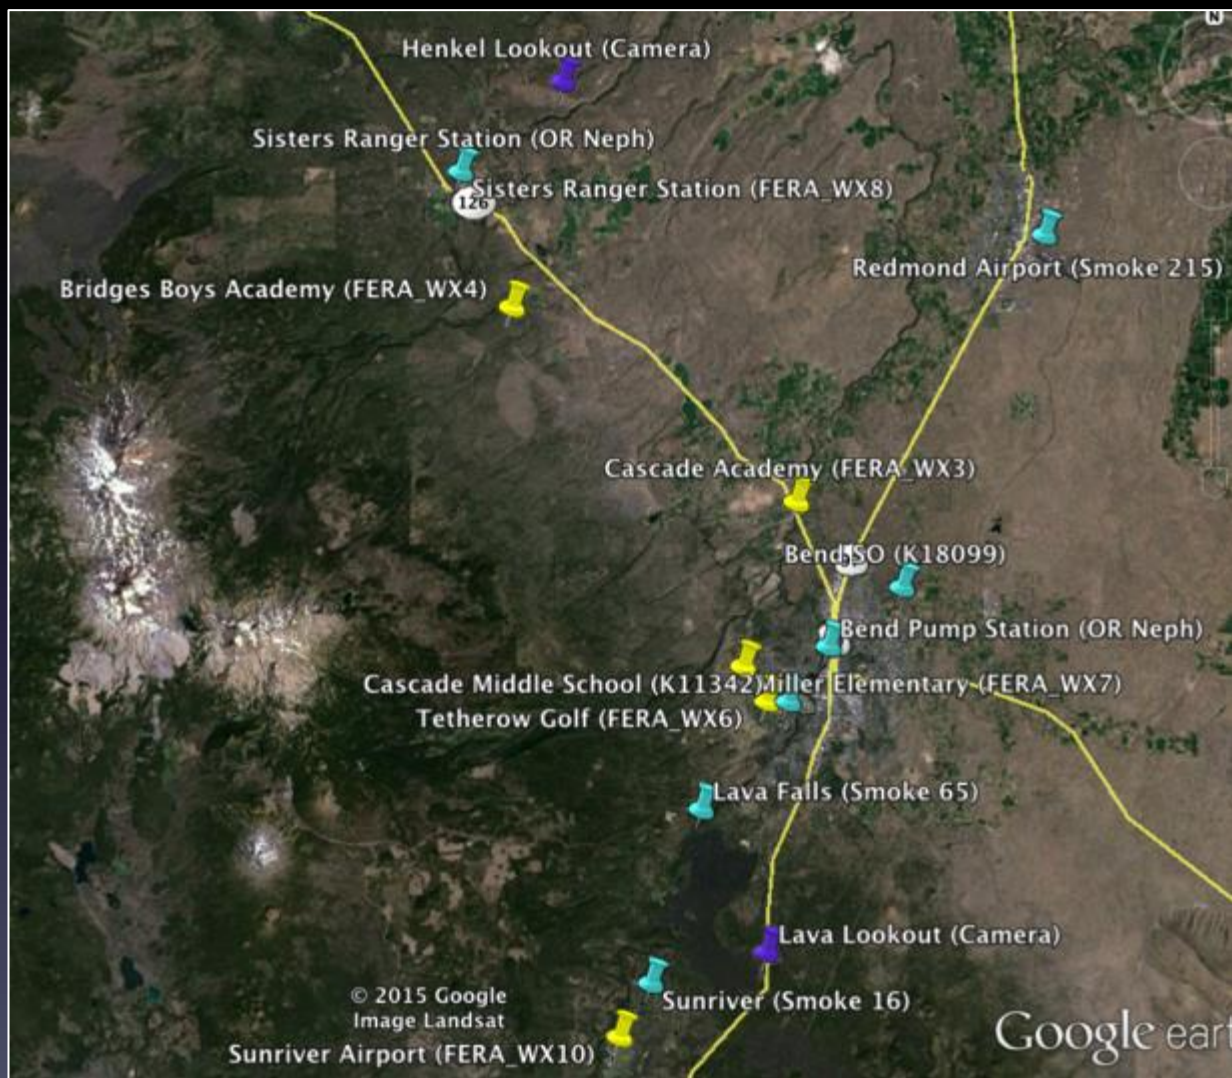 N
Henkel Lookout (Camera)
Sisters Ranger Station (OR Neph)
Sisters Ranger Station (FERA_WX8)
126
Redmond Airport (Smoke 215)
Bridges Boys Academy (FERA_WX4)
Cascade Academy (FERA_WX3)
Bend SO (K18099)
Bend Pump Station (OR Neph)
Cascade Middle School (K11342)
Miller Elementary (FERA_WX7)
Tetherow Golf (FERA_WX6)
Lava Falls (Smoke 65)
Lava Lookout (Camera)
Sunriver (Smoke 16)
© 2015 Google
Image Landsat
Sunriver Airport (FERA_WX10)
Google eart